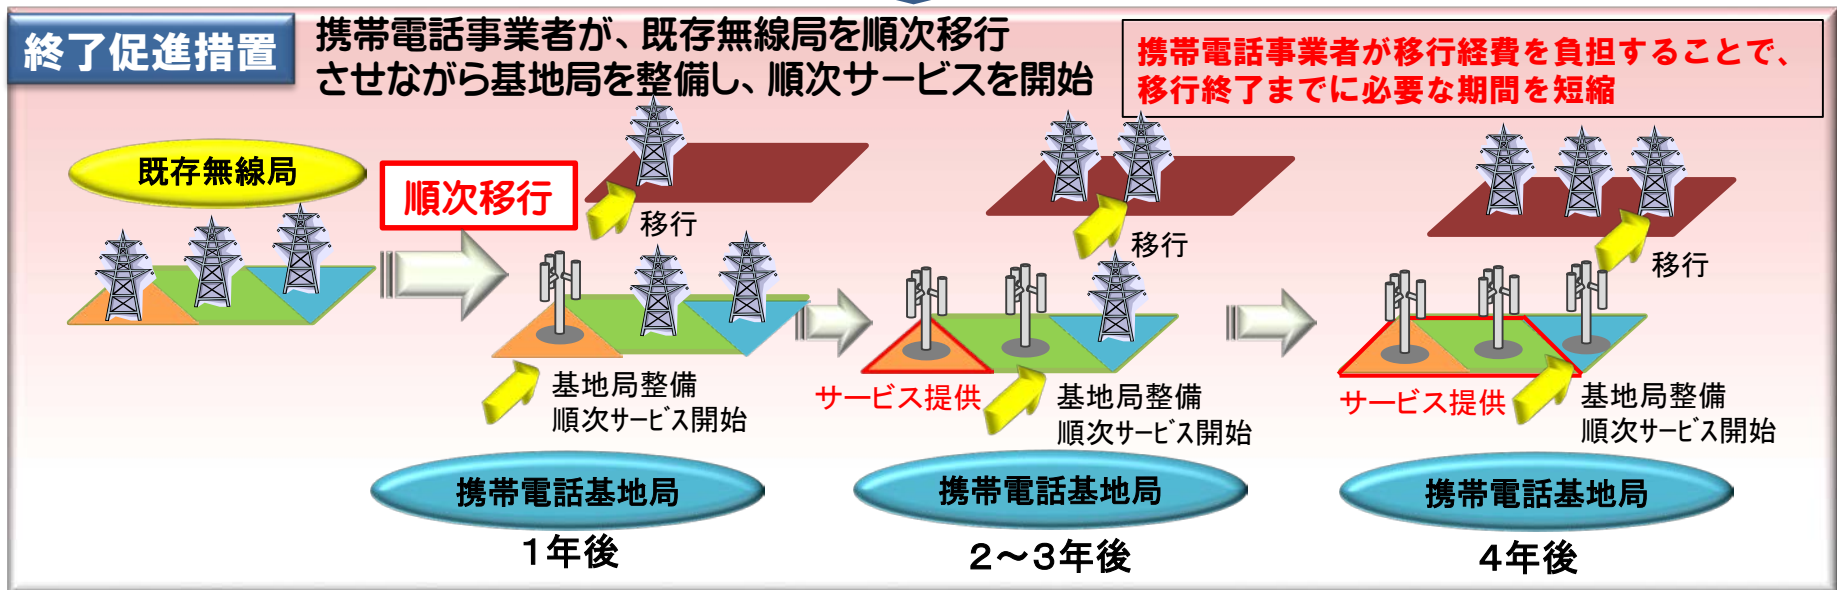 終了促進措置
携帯電話事業者が、既存無線局を順次移行
させながら基地局を整備し、順次サービスを開始
携帯電話事業者が移行経費を負担することで、
移行終了までに必要な期間を短縮
既存無線局
順次移行
移行
基地局整備
順次サービス開始
携帯電話基地局
1年後
移行
サービス提供
基地局整備
順次サービス開始
携帯電話基地局
2～3年後
移行
サービス提供
基地局整備
順次サービス開始
携帯電話基地局
4年後